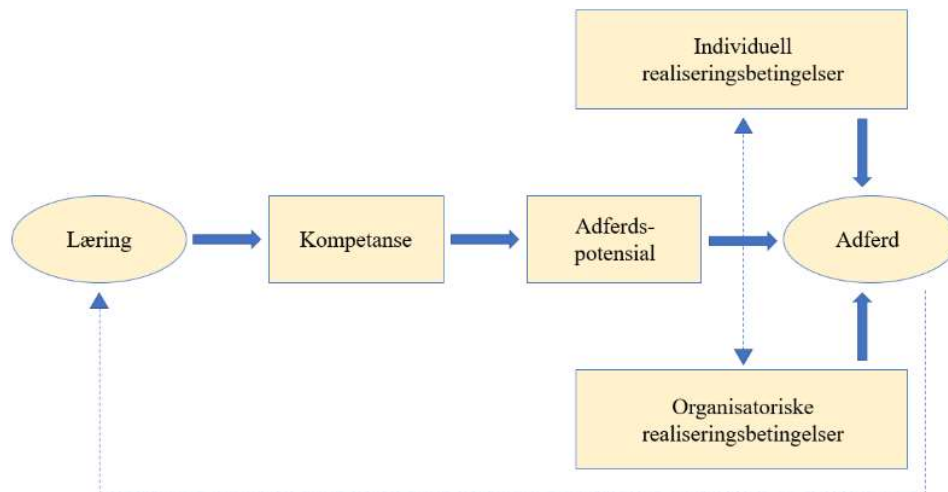 Individuell
realiseringsbetingelser
Læring
Kompetanse
Adferds-
potensial
Adferd
Organisatoriske
realiseringsbetingelser